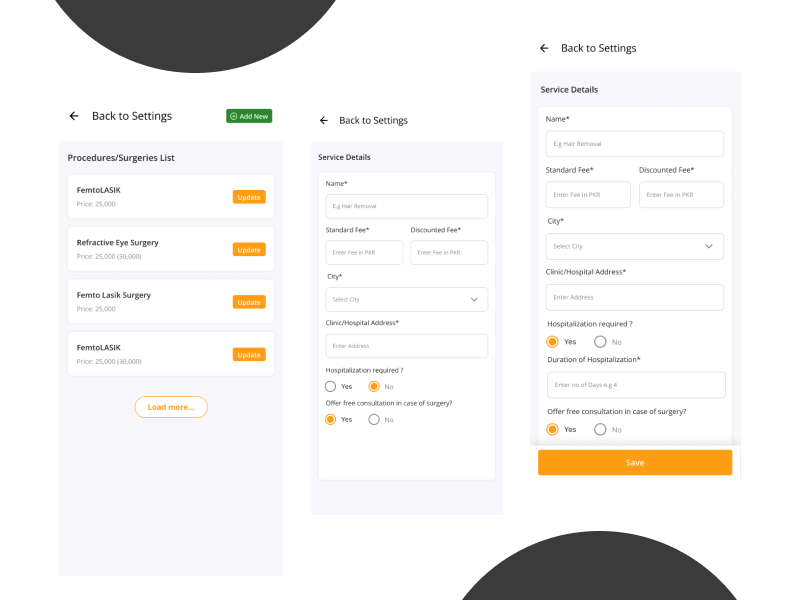 Back to Settings
Add New
Procedures/Surgeries List
FemtoLASIK
Price: 25,000
Update
Refractive Eye Surgery
Price: 25,000 (30,000)
Update
Femto Lasik Surgery
Price: 25,000
Update
FemtoLASIK
Price: 25,000 (30,000)
Update
Load more...
Back to Settings
Service Details
Name*
E.g Hair Removal
Standard Fee* Discounted Fee*
Enter Fee in PKR Enter Fee in PKR
City*
Select City
Clinic/Hospital Address*
Enter Address
Hospitalization required ?
Yes No
Offer free consultation in case of surgery?
Yes No
Back to Settings
Service Details
Name*
E.g Hair Removal
Standard Fee* Discounted Fee*
Enter Fee in PKR Enter Fee in PKR
City*
Select City
Clinic/Hospital Address*
Enter Address
Hospitalization required ?
Yes No
Duration of Hospitalization*
Enter no of Days e.g 4
Offer free consultation in case of surgery?
Yes No
Save